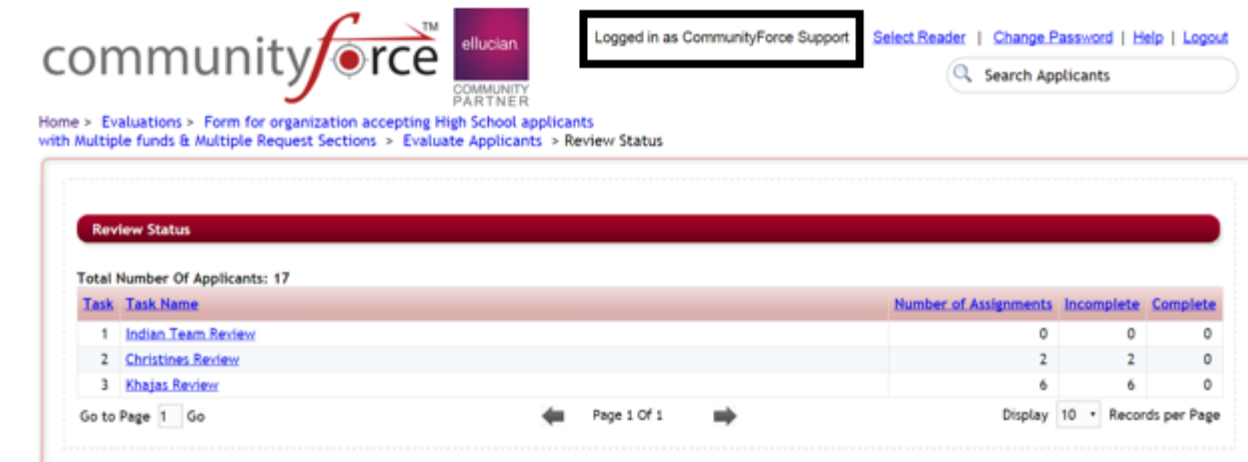 communityforce™
ellucian.
COMMUNITY
PARTNER
Logged in as CommunityForce Support
Select Reader | Change Password | Help | Logout
Search Applicants
Home > Evaluations > Form for organization accepting High School applicants
with Multiple funds & Multiple Request Sections > Evaluate Applicants > Review Status
Review Status
Total Number Of Applicants: 17
Task Task Name Number of Assignments Incomplete Complete
1 Indian Team Review 0 0 0
2 Christines Review 2 2 0
3 Khajas Review 6 6 0
Go to Page 1 Go Page 1 Of 1 Display 10 Records per Page